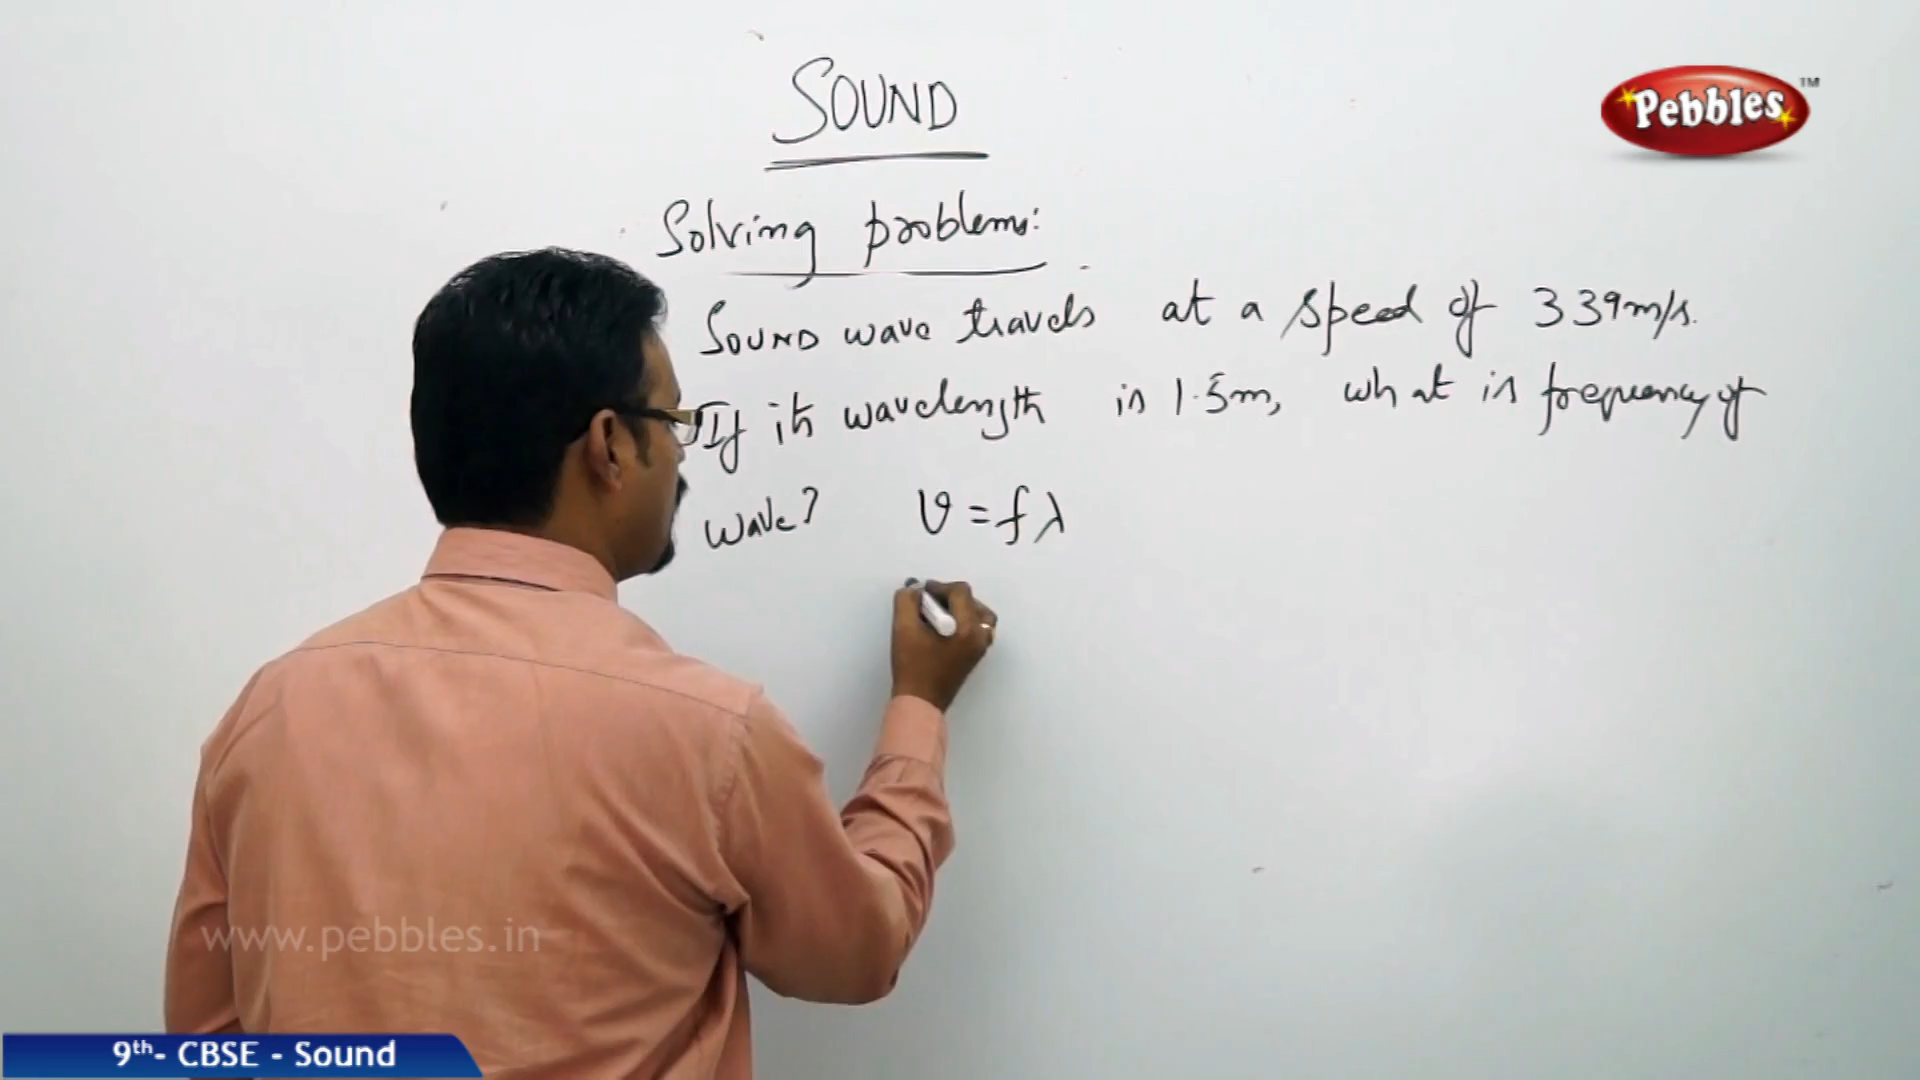 SOUND
Pebbles TM
Solving problems:
SOUND wave travels at a speed of 339m/s.
If its wavelength is 1.5m, what is frequency of
wave? v = fλ
www.pebbles.in
9th- CBSE - Sound